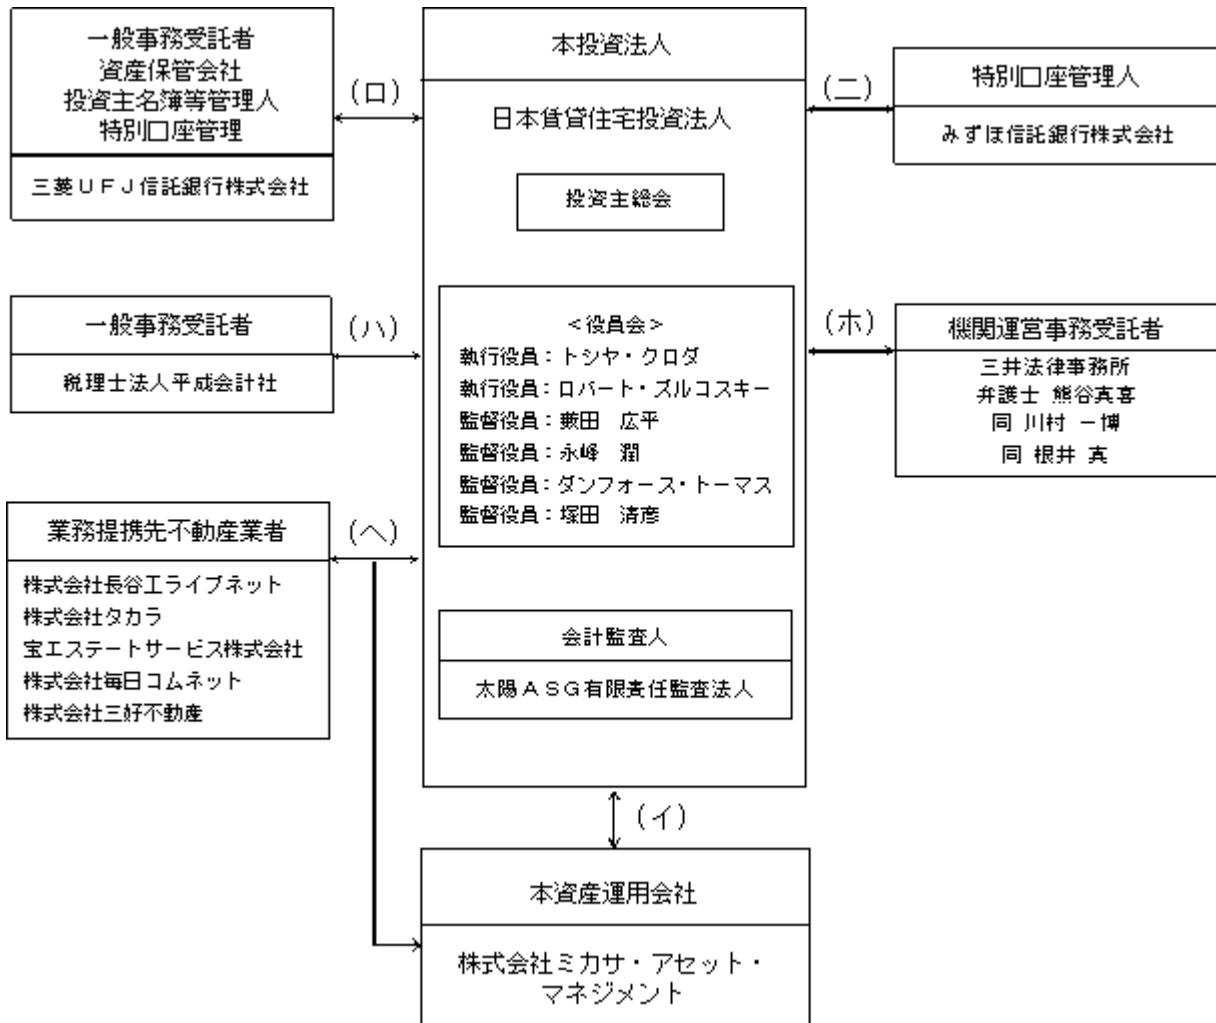 一般事務受託者
資産保管会社
投資主名簿等管理人
特別口座管理
三菱ＵＦＪ信託銀行株式会社
（ロ）
本投資法人
日本賃貸住宅投資法人
投資主総会
＜役員会＞
執行役員：トシヤ・クロダ
執行役員：ロバート・ズルコスキー
監督役員：藪田　広平
監督役員：永峰　潤
監督役員：ダンフォース・トーマス
監督役員：塚田　清彦
会計監査人
太陽ＡＳＧ有限責任監査法人
（ニ）
特別口座管理人
みずほ信託銀行株式会社
（ハ）
一般事務受託者
税理士法人平成会計社
（ホ）
機関運営事務受託者
三井法律事務所
弁護士 熊谷真喜
同 川村 一博
同 根井 真
（ヘ）
業務提携先不動産業者
株式会社長谷工ライブネット
株式会社タカラ
宝エステートサービス株式会社
株式会社毎日コムネット
株式会社三好不動産
（イ）
本資産運用会社
株式会社ミカサ・アセット・
マネジメント